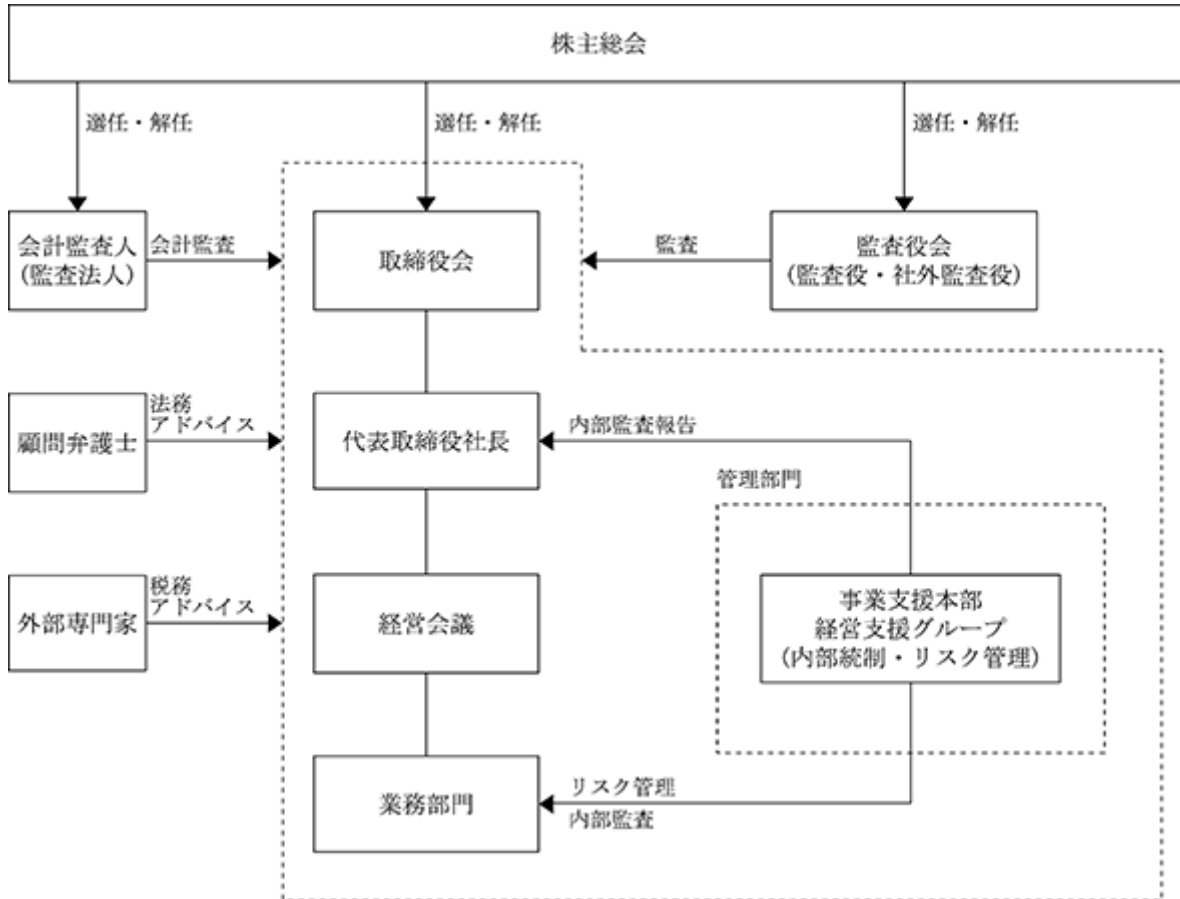 株主総会
選任・解任
選任・解任
選任・解任
会計監査人
(監査法人)
会計監査
取締役会
監査
監査役会
(監査役・社外監査役)
顧問弁護士
法務
アドバイス
代表取締役社長
内部監査報告
管理部門
外部専門家
税務
アドバイス
経営会議
事業支援本部
経営支援グループ
(内部統制・リスク管理)
業務部門
リスク管理
内部監査